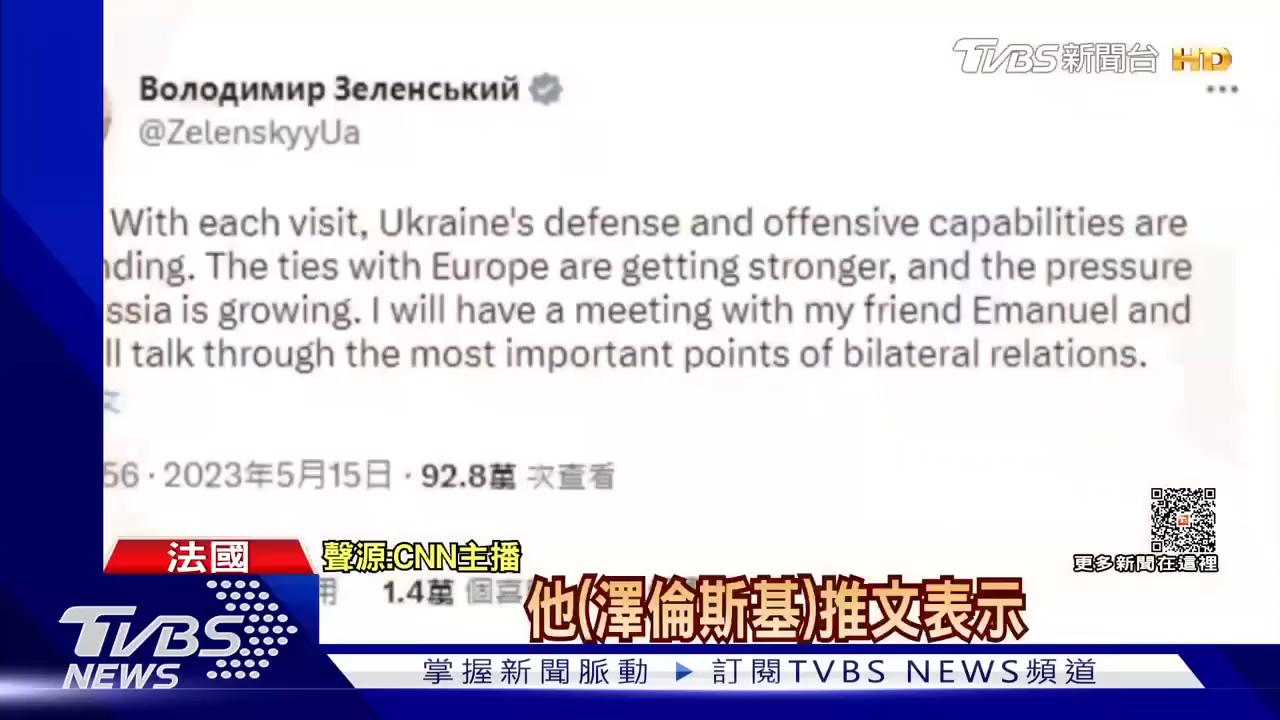 TVBS新聞台 HD
Володимир Зеленський
@ZelenskyyUa
With each visit, Ukraine's defense and offensive capabilities are
nding. The ties with Europe are getting stronger, and the pressure
ssia is growing. I will have a meeting with my friend Emanuel and
ll talk through the most important points of bilateral relations.
56 · 2023年5月15日 · 92.8萬 次查看
更多新聞在這裡
法國
聲源:CNN主播
用 1.4萬 個喜
他(澤倫斯基)推文表示
TVBS
NEWS
掌握新聞脈動 ▶ 訂閱TVBS NEWS頻道